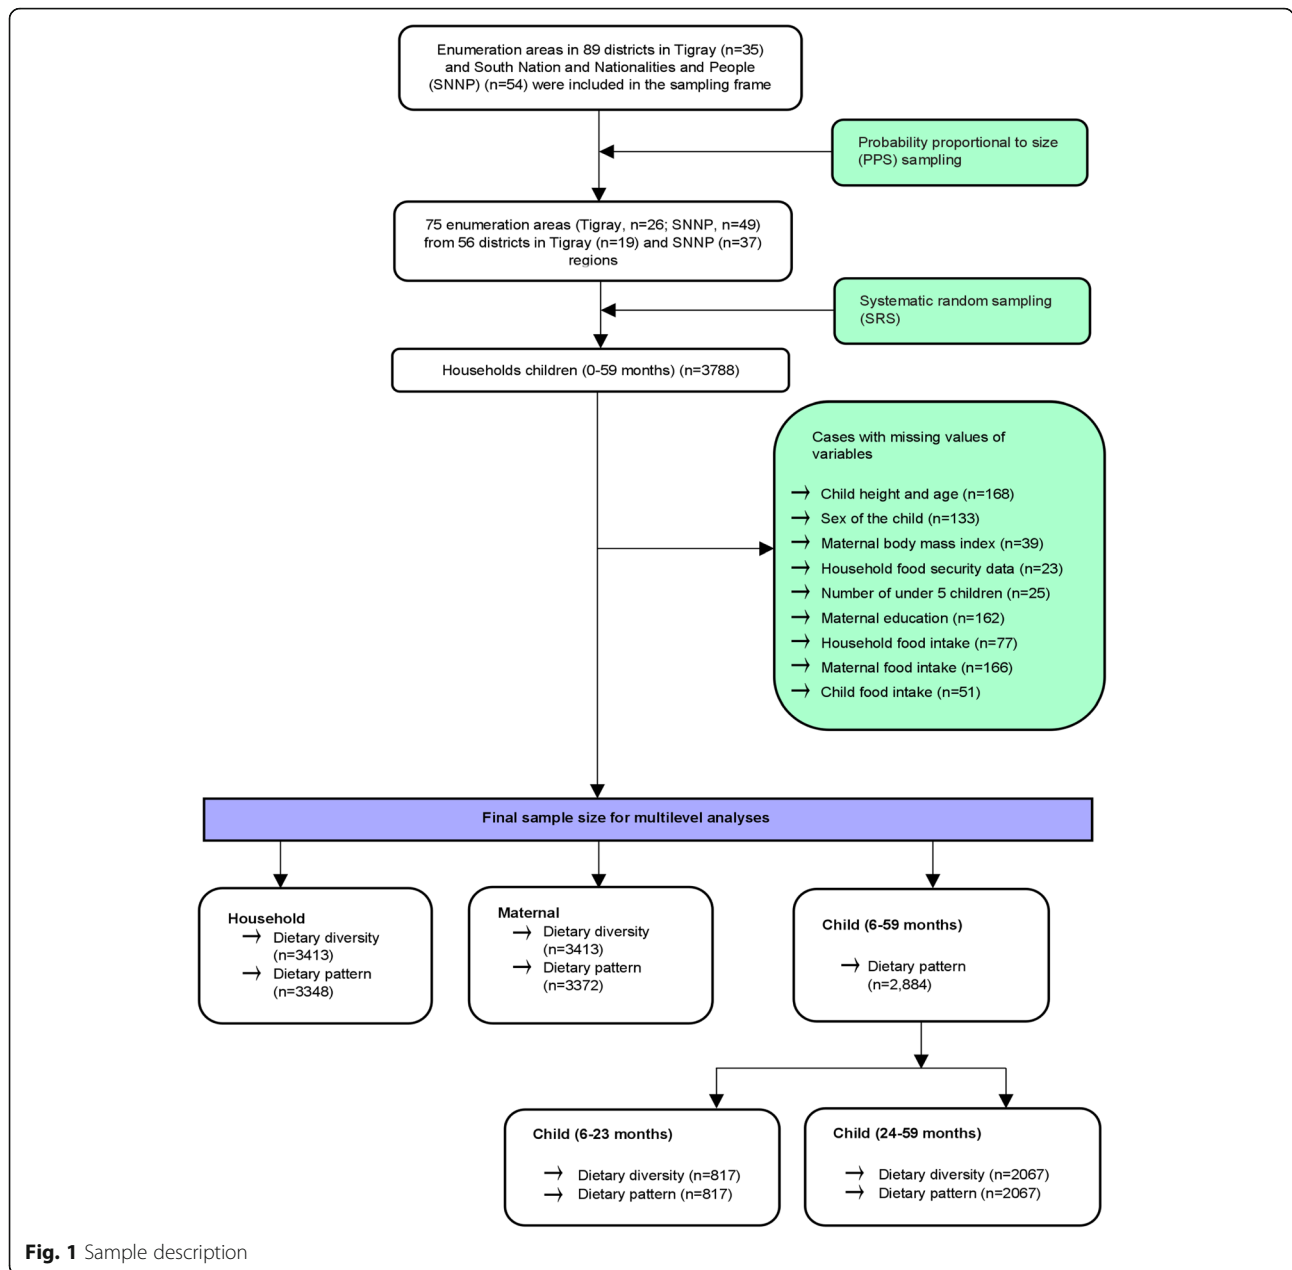 Enumeration areas in 89 districts in Tigray (n=35)
and South Nation and Nationalities and People
(SNNP) (n=54) were included in the sampling frame
Probability proportional to size
(PPS) sampling
75 enumeration areas (Tigray, n=26; SNNP, n=49)
from 56 districts in Tigray (n=19) and SNNP (n=37)
regions
Systematic random sampling
(SRS)
Households children (0-59 months) (n=3788)
Cases with missing values of
variables
→ Child height and age (n=168)
→ Sex of the child (n=133)
→ Maternal body mass index (n=39)
→ Household food security data (n=23)
→ Number of under 5 children (n=25)
→ Maternal education (n=162)
→ Household food intake (n=77)
→ Maternal food intake (n=166)
→ Child food intake (n=51)
Final sample size for multilevel analyses
Household
→ Dietary diversity
(n=3413)
→ Dietary pattern
(n=3348)
Maternal
→ Dietary diversity
(n=3413)
→ Dietary pattern
(n=3372)
Child (6-59 months)
→ Dietary pattern
(n=2,884)
Child (6-23 months)
→ Dietary diversity (n=817)
→ Dietary pattern (n=817)
Child (24-59 months)
→ Dietary diversity (n=2067)
→ Dietary pattern (n=2067)
Fig. 1 Sample description